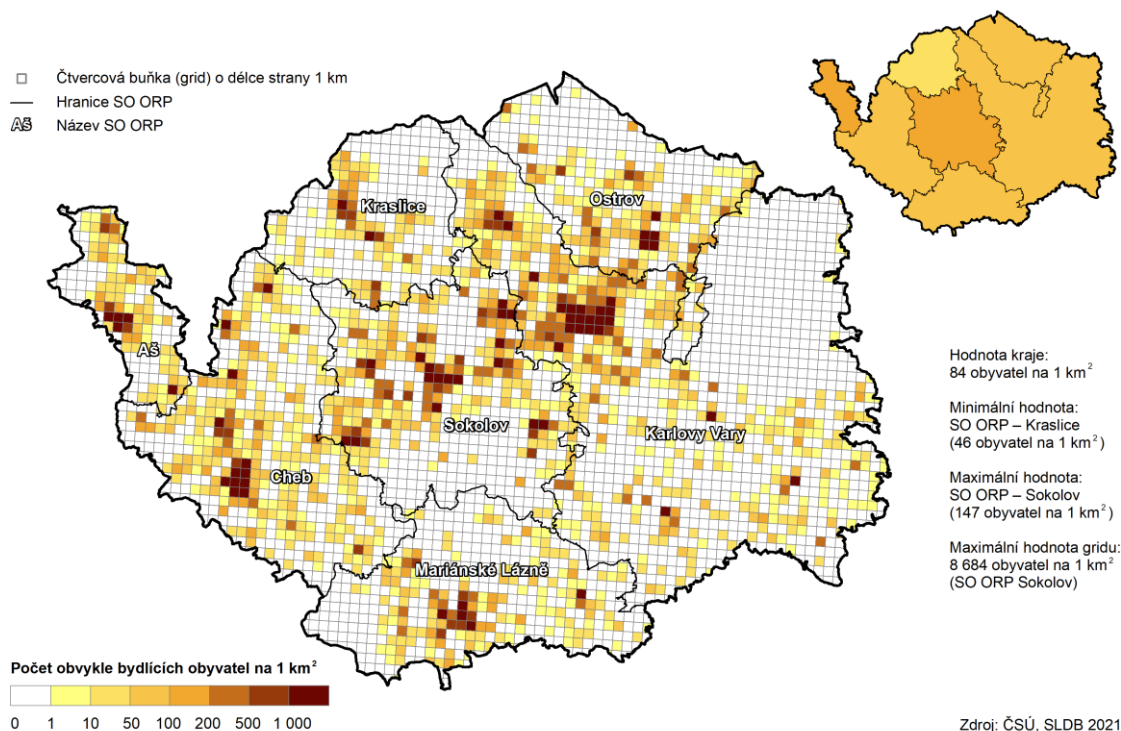 Čtvercová buňka (grid) o délce strany 1 km
Hranice SO ORP
Aš Název SO ORP
Kraslice
Ostrov
Aš
Sokolov
Karlovy Vary
Cheb
Mariánské Lázně
Hodnota kraje:
84 obyvatel na 1 km²
Minimální hodnota:
SO ORP – Kraslice
(46 obyvatel na 1 km²)
Maximální hodnota:
SO ORP – Sokolov
(147 obyvatel na 1 km²)
Maximální hodnota gridu:
8 684 obyvatel na 1 km²
(SO ORP Sokolov)
Počet obvykle bydlících obyvatel na 1 km²
0 1 10 50 100 200 500 1 000
Zdroj: ČSÚ, SLDB 2021